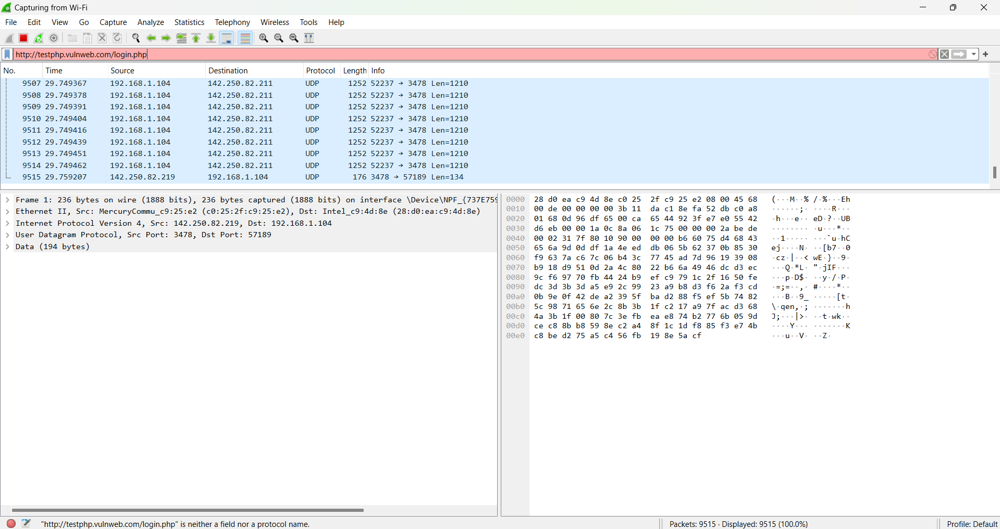 Capturing from Wi-Fi
File Edit View Go Capture Analyze Statistics Telephony Wireless Tools Help
http://testphp.vulnweb.com/login.php
No. Time Source Destination Protocol Length Info
9507 29.749367 192.168.1.104 142.250.82.211 UDP 1252 52237 → 3478 Len=1210
9508 29.749378 192.168.1.104 142.250.82.211 UDP 1252 52237 → 3478 Len=1210
9509 29.749391 192.168.1.104 142.250.82.211 UDP 1252 52237 → 3478 Len=1210
9510 29.749404 192.168.1.104 142.250.82.211 UDP 1252 52237 → 3478 Len=1210
9511 29.749416 192.168.1.104 142.250.82.211 UDP 1252 52237 → 3478 Len=1210
9512 29.749439 192.168.1.104 142.250.82.211 UDP 1252 52237 → 3478 Len=1210
9513 29.749451 192.168.1.104 142.250.82.211 UDP 1252 52237 → 3478 Len=1210
9514 29.749462 192.168.1.104 142.250.82.211 UDP 1252 52237 → 3478 Len=1210
9515 29.759207 142.250.82.219 192.168.1.104 UDP 176 3478 → 57189 Len=134
Frame 1: 236 bytes on wire (1888 bits), 236 bytes captured (1888 bits) on interface \Device\NPF_{737E759
Ethernet II, Src: MercuryCommu_c9:25:e2 (c0:25:2f:c9:25:e2), Dst: Intel_c9:4d:8e (28:d0:ea:c9:4d:8e)
Internet Protocol Version 4, Src: 142.250.82.219, Dst: 192.168.1.104
User Datagram Protocol, Src Port: 3478, Dst Port: 57189
Data (194 bytes)
0000 28 d0 ea c9 4d 8e c0 25 2f c9 25 e2 08 00 45 68 (···M··% /·%···Eh
0010 00 de 00 00 00 00 3b 11 da c1 8e fa 52 db c0 a8 ······;· ····R···
0020 01 68 0d 96 df 65 00 ca 65 44 92 3f e7 e0 55 42 ·h···e·· eD·?··UB
0030 d6 eb 00 00 1a 0c 8a 06 1c 75 00 00 00 2a be de ········ ·u···*··
0040 00 02 31 7f 80 10 90 00 00 00 b6 60 75 d4 68 43 ··1····· ···`u·hC
0050 65 6a 9d 0d df 1a 4e ed db 06 5b 62 37 0b 85 30 ej····N· ··[b7··0
0060 f9 63 7a c6 7c 06 b4 3c 77 45 ad 7d 96 19 39 08 ·cz·|··< wE·}··9·
0070 b9 18 d9 51 0d 2a 4c 80 22 b6 6a 49 46 dc d3 ec ···Q·*L· "·jIF···
0080 9c f6 97 70 fb 44 24 b9 ef c9 79 1c 2f 16 50 fe ···p·D$· ··y·/·P·
0090 dc 3d 3b 3d a5 e9 2c 99 23 a9 b8 d3 f6 2a f3 cd ·=;=··,· #····*··
00a0 0b 9e 0f 42 de a2 39 5f ba d2 88 f5 ef 5b 74 82 ···B··9_ ·····[t·
00b0 5c 98 71 65 6e 2c 8b 3b 1f c2 17 a9 7f ac d3 68 \·qen,·; ·······h
00c0 4a 3b 1f 00 80 7c 3e fb ea e8 74 b2 77 6b 05 9d J;···|>· ··t·wk··
00d0 ce c8 8b b8 59 8e c2 a4 8f 1c 1d f8 85 f3 e7 4b ····Y··· ·······K
00e0 c8 be d2 75 a5 c4 56 fb 19 8e 5a cf ···u··V· ··Z·
"http://testphp.vulnweb.com/login.php" is neither a field nor a protocol name.
Packets: 9515 · Displayed: 9515 (100.0%)
Profile: Default